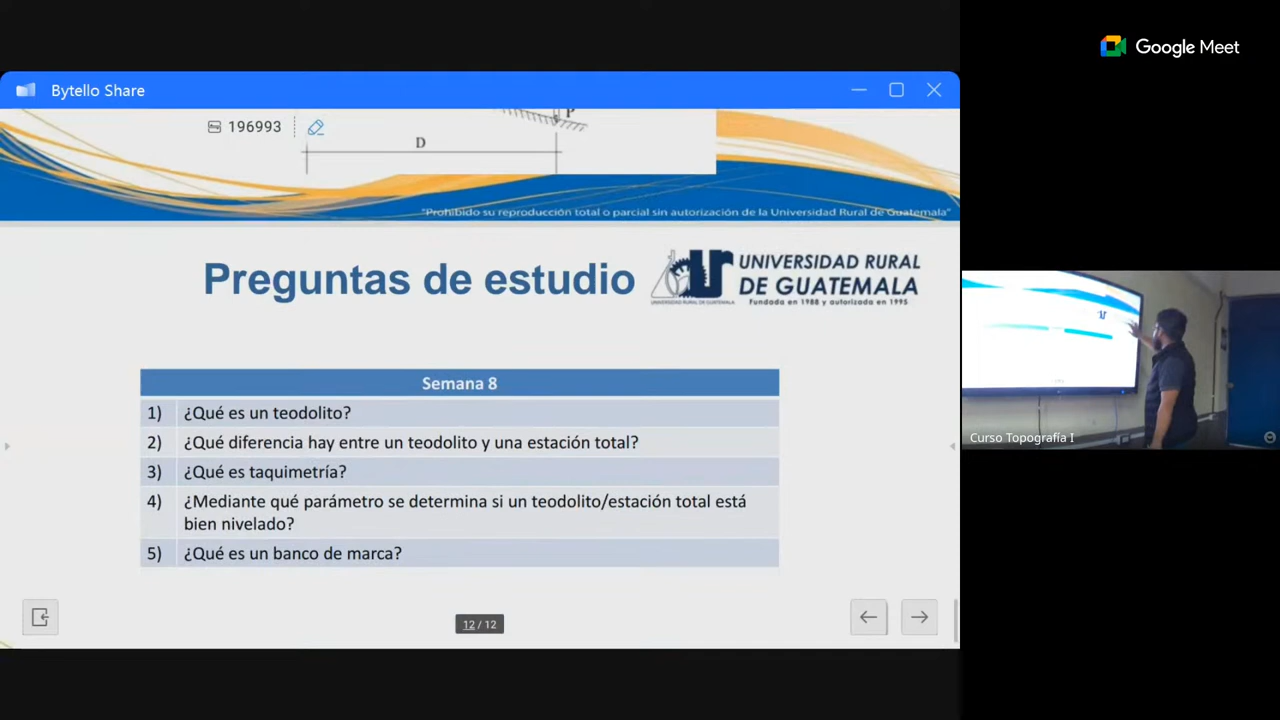 Google Meet
Bytello Share
P
196993
D
"Prohibido su reproducción total o parcial sin autorización de la Universidad Rural de Guatemala"
Preguntas de estudio
UNIVERSIDAD RURAL
DE GUATEMALA
Fundada en 1988 y autorizada en 1995
UNIVERSIDAD RURAL DE GUATEMALA
Semana 8
1) ¿Qué es un teodolito?
2) ¿Qué diferencia hay entre un teodolito y una estación total?
3) ¿Qué es taquimetría?
4) ¿Mediante qué parámetro se determina si un teodolito/estación total está
bien nivelado?
5) ¿Qué es un banco de marca?
12 / 12
Curso Topografía I